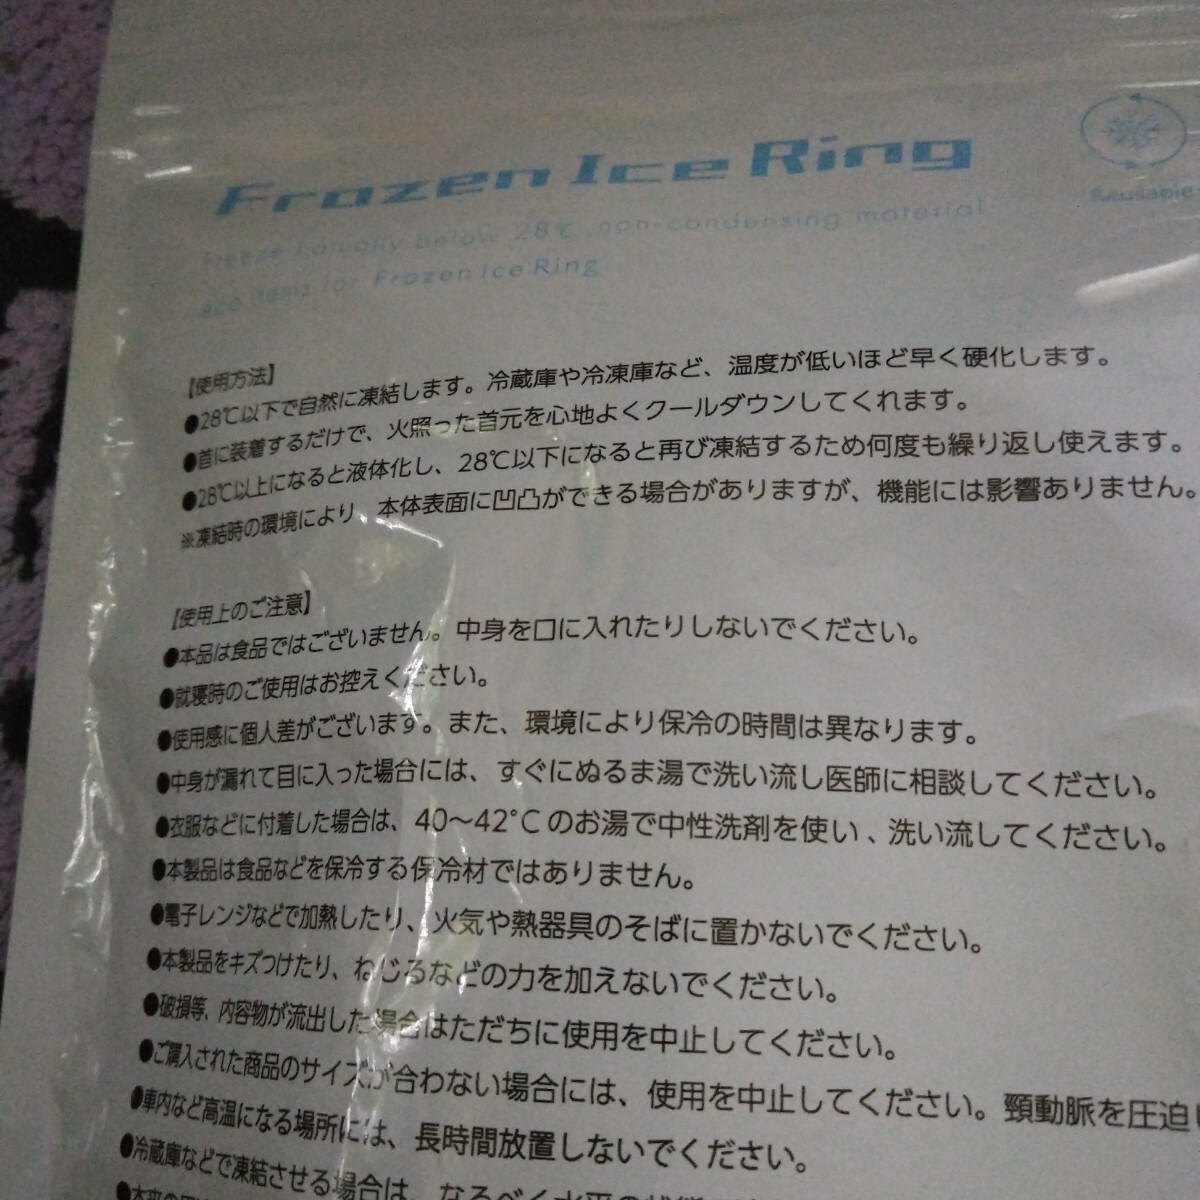 Frozen Ice Ring
Reusable
Freeze naturally below 28℃ non-condensing material
eco items for Frozen Ice Ring
【使用方法】
●28℃以下で自然に凍結します。冷蔵庫や冷凍庫など、温度が低いほど早く硬化します。
●首に装着するだけで、火照った首元を心地よくクールダウンしてくれます。
●28℃以上になると液体化し、28℃以下になると再び凍結するため何度も繰り返し使えます。
※凍結時の環境により、本体表面に凹凸ができる場合がありますが、機能には影響ありません。
【使用上のご注意】
●本品は食品ではございません。中身を口に入れたりしないでください。
●就寝時のご使用はお控えください。
●使用感に個人差がございます。また、環境により保冷の時間は異なります。
●中身が漏れて目に入った場合には、すぐにぬるま湯で洗い流し医師に相談してください。
●衣服などに付着した場合は、40～42°Cのお湯で中性洗剤を使い、洗い流してください。
●本製品は食品などを保冷する保冷材ではありません。
●電子レンジなどで加熱したり、火気や熱器具のそばに置かないでください。
●本製品をキズつけたり、ねじるなどの力を加えないでください。
●破損等、内容物が流出した場合はただちに使用を中止してください。
●ご購入された商品のサイズが合わない場合には、使用を中止してください。頸動脈を圧迫し
●車内など高温になる場所には、長時間放置しないでください。
●冷蔵庫などで凍結させる場合は、なるべく水平の状態